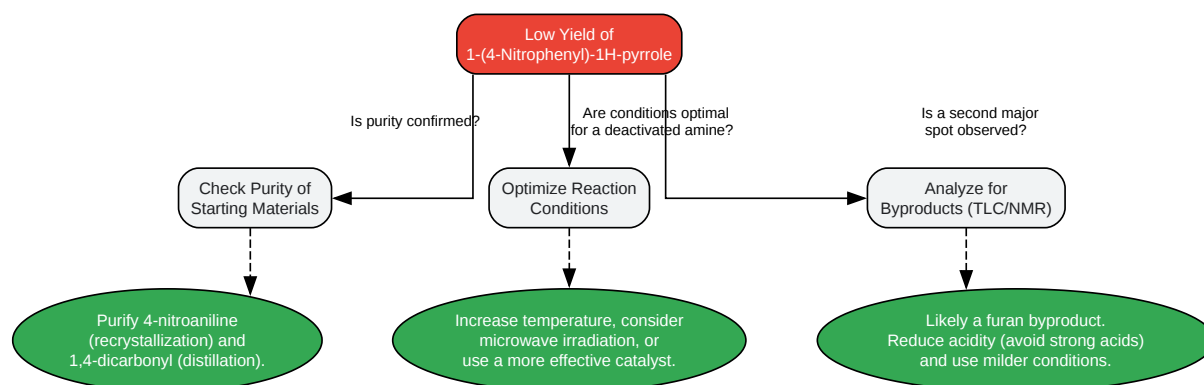 Low Yield of
1-(4-Nitrophenyl)-1H-pyrrole
Is purity confirmed?
Are conditions optimal
for a deactivated amine?
Is a second major
spot observed?
Check Purity of
Starting Materials
Optimize Reaction
Conditions
Analyze for
Byproducts (TLC/NMR)
Purify 4-nitroaniline
(recrystallization) and
1,4-dicarbonyl (distillation).
Increase temperature, consider
microwave irradiation, or
use a more effective catalyst.
Likely a furan byproduct.
Reduce acidity (avoid strong acids)
and use milder conditions.